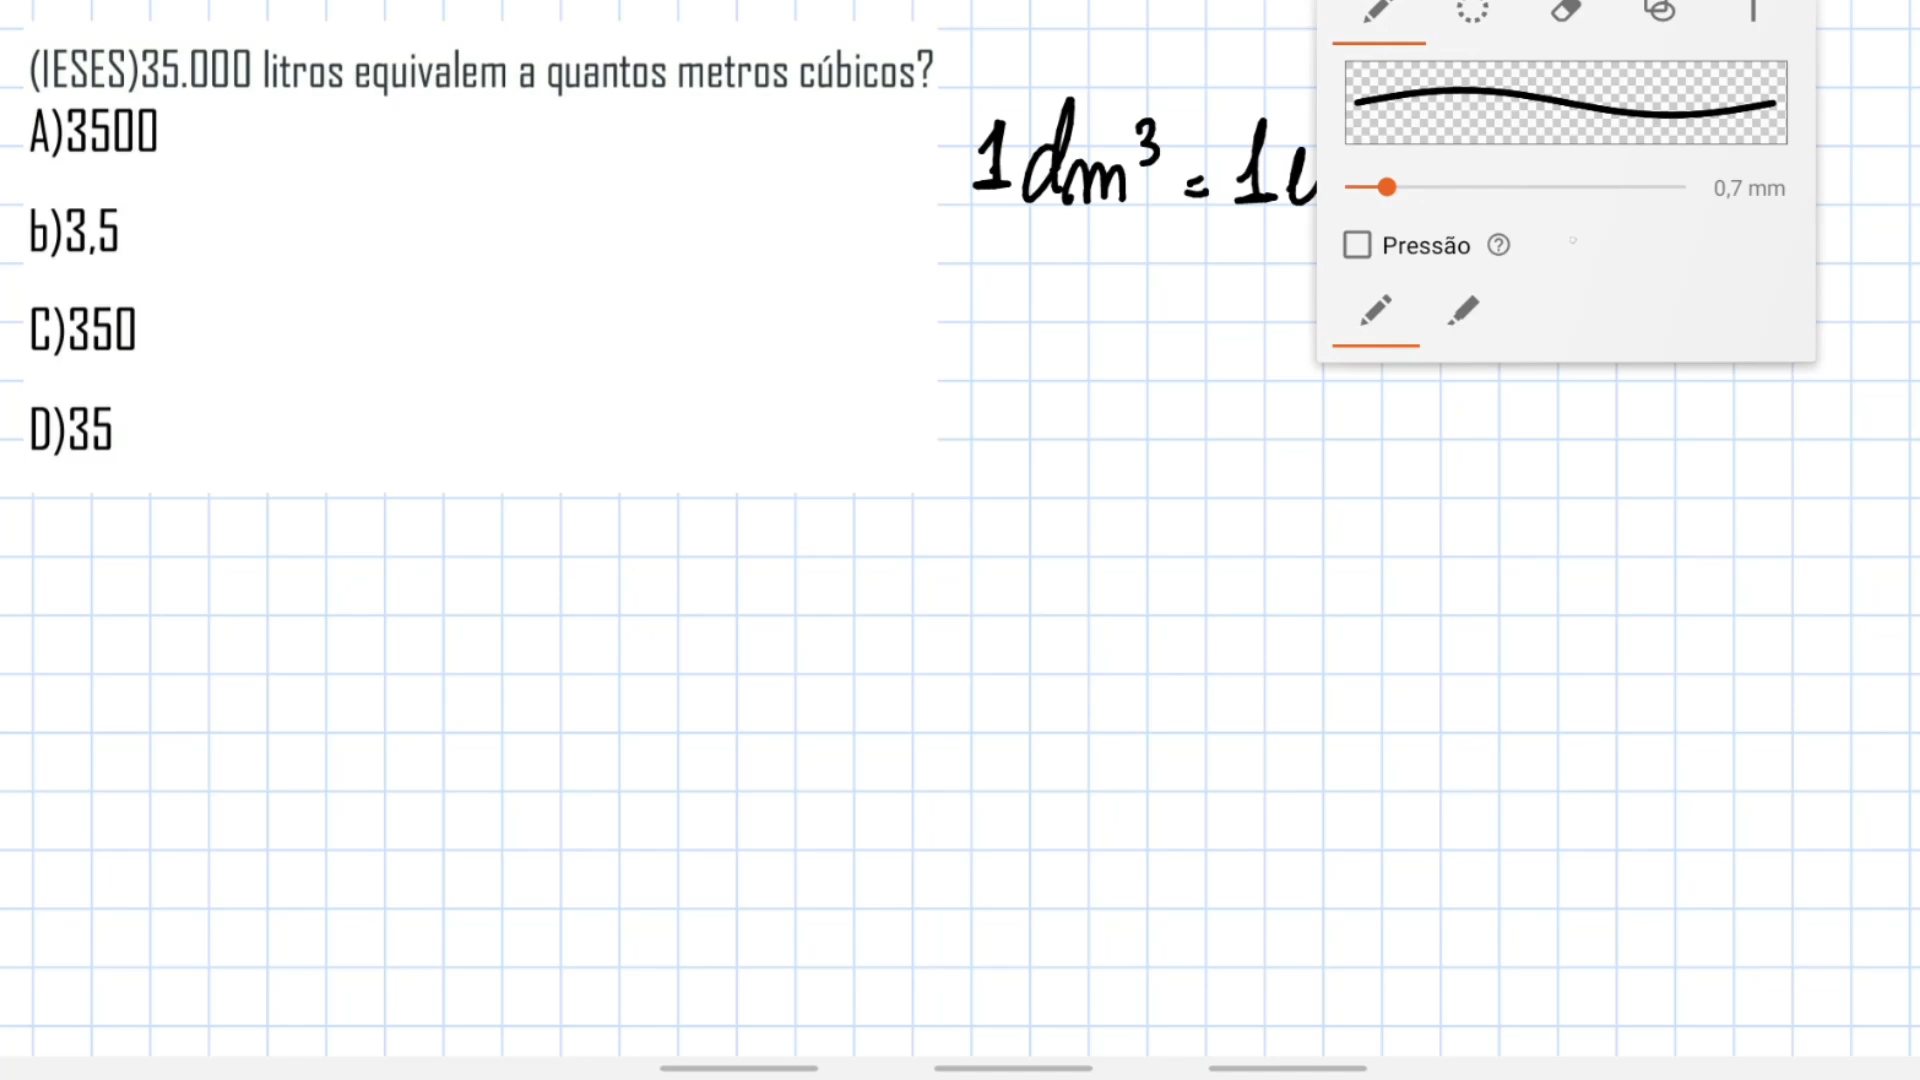 (IESES)35.000 litros equivalem a quantos metros cúbicos?
A)3500
b)3,5
C)350
D)35
1dm³ = 1l
0,7 mm
Pressão